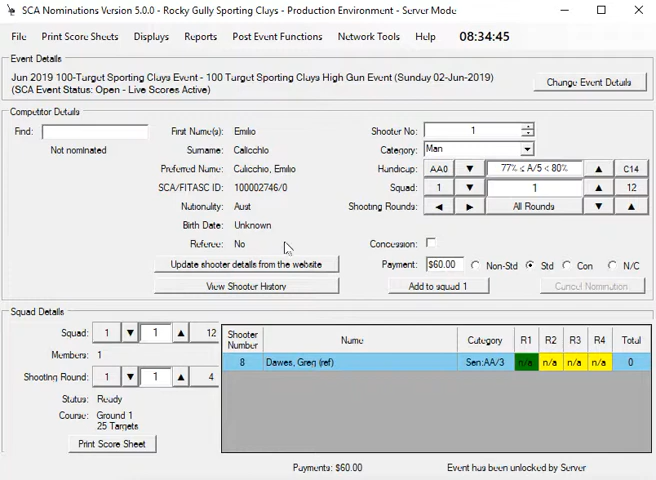 SCA Nominations Version 5.0.0 - Rocky Gully Sporting Clays - Production Environment - Server Mode
File Print Score Sheets Displays Reports Post Event Functions Network Tools Help 08:34:45
Event Details
Jun 2019 100-Target Sporting Clays Event - 100 Target Sporting Clays High Gun Event (Sunday 02-Jun-2019)
(SCA Event Status: Open - Live Scores Active)
Change Event Details
Competitor Details
Find: First Name(s): Emilio Shooter No: 1
Not nominated Surname: Calicchio Category: Man
Preferred Name: Calicchio, Emilio Handicup: AA0 77% ≤ A/5 < 80% C14
SCA/FITASC ID: 100002746/0 Squad: 1 1 12
Nutionality: Aust Shooting Rounds: All Rounds
Birth Date: Unknown
Referee: No Concession:
Update shooter details from the website Payment: $60.00 Non-Std Std Con N/C
View Shooter History Add to squad 1 Cancel Nomination
Squad Details
Squad: 1 1 12
Members: 1
Shooting Round: 1 1 4
Status: Ready
Course: Ground 1
25 Targets
Print Score Sheet
Shooter Number Name Category R1 R2 R3 R4 Total
8 Dawes, Greg (ref) Sen:AA/3 n/a n/a n/a n/a 0
Payments: $60.00 Event has been unlocked by Server